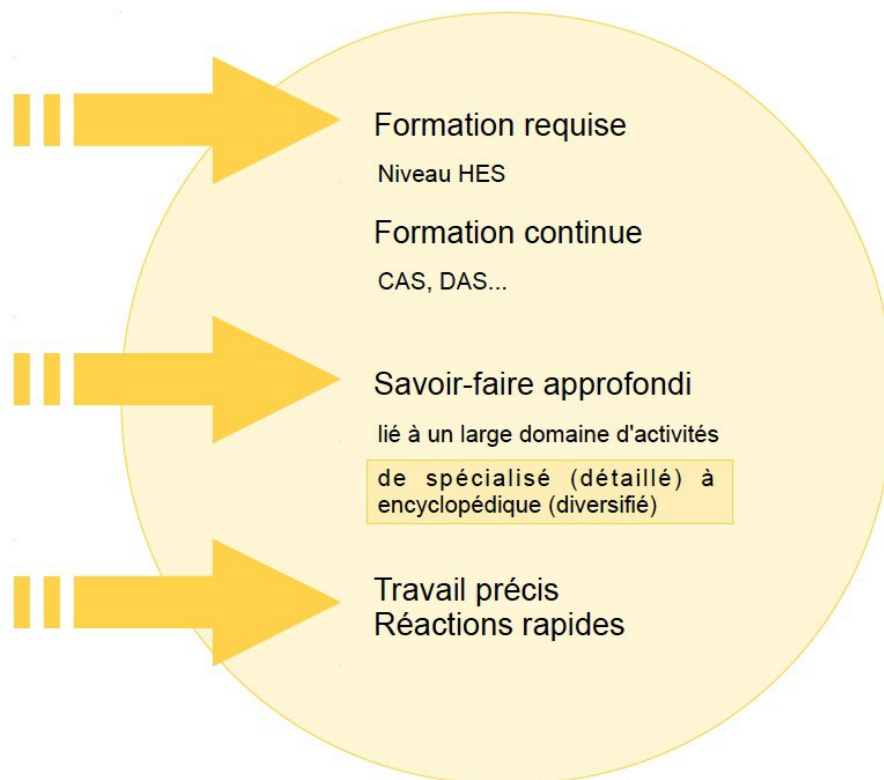 Formation requise
Niveau HES
Formation continue
CAS, DAS...
Savoir-faire approfondi
lié à un large domaine d'activités
de spécialisé (détaillé) à
encyclopédique (diversifié)
Travail précis
Réactions rapides